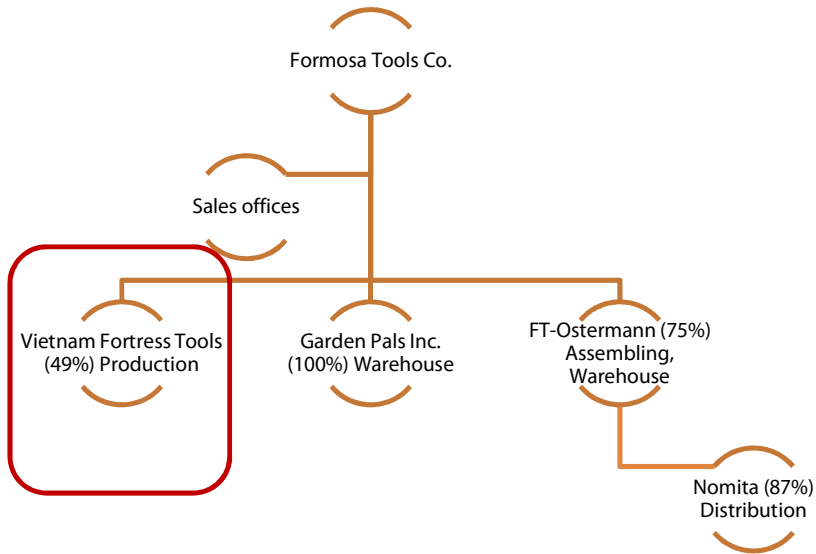 Formosa Tools Co.
Sales offices
Vietnam Fortress Tools
(49%) Production
Garden Pals Inc.
(100%) Warehouse
FT-Ostermann (75%)
Assembling,
Warehouse
Nomita (87%)
Distribution